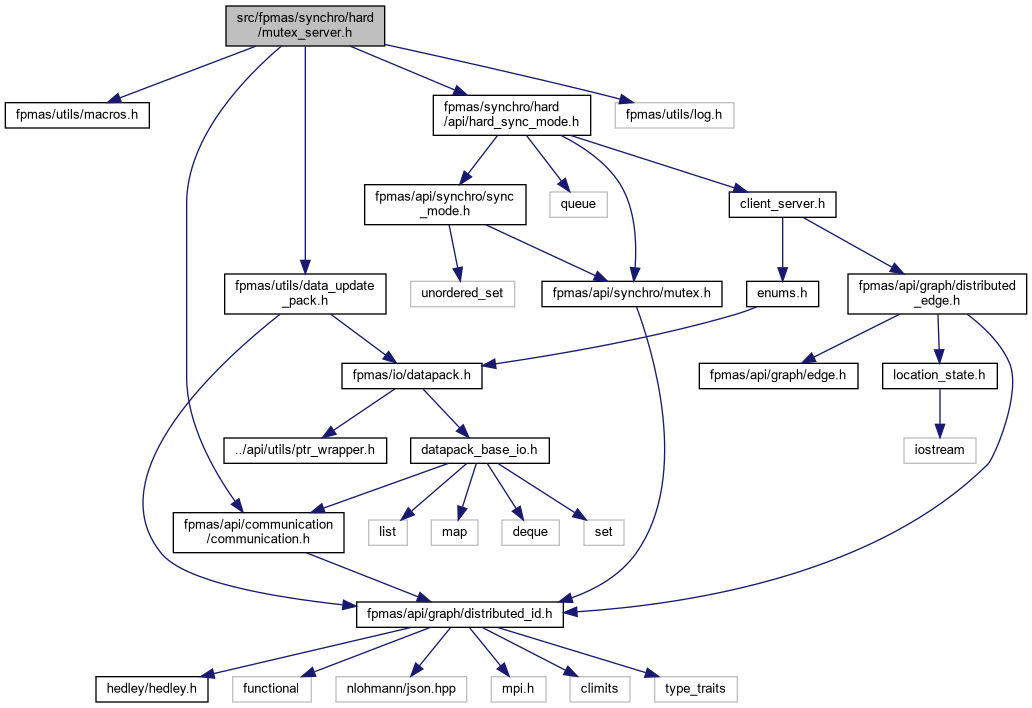 src/fpmas/synchro/hard
/mutex_server.h
fpmas/utils/macros.h
fpmas/synchro/hard
/api/hard_sync_mode.h
fpmas/utils/log.h
fpmas/api/synchro/sync
_mode.h
queue
client_server.h
fpmas/utils/data_update
_pack.h
unordered_set
fpmas/api/synchro/mutex.h
enums.h
fpmas/api/graph/distributed
_edge.h
fpmas/io/datapack.h
fpmas/api/graph/edge.h
location_state.h
../api/utils/ptr_wrapper.h
datapack_base_io.h
iostream
fpmas/api/communication
/communication.h
list
map
deque
set
fpmas/api/graph/distributed_id.h
hedley/hedley.h
functional
nlohmann/json.hpp
mpi.h
climits
type_traits